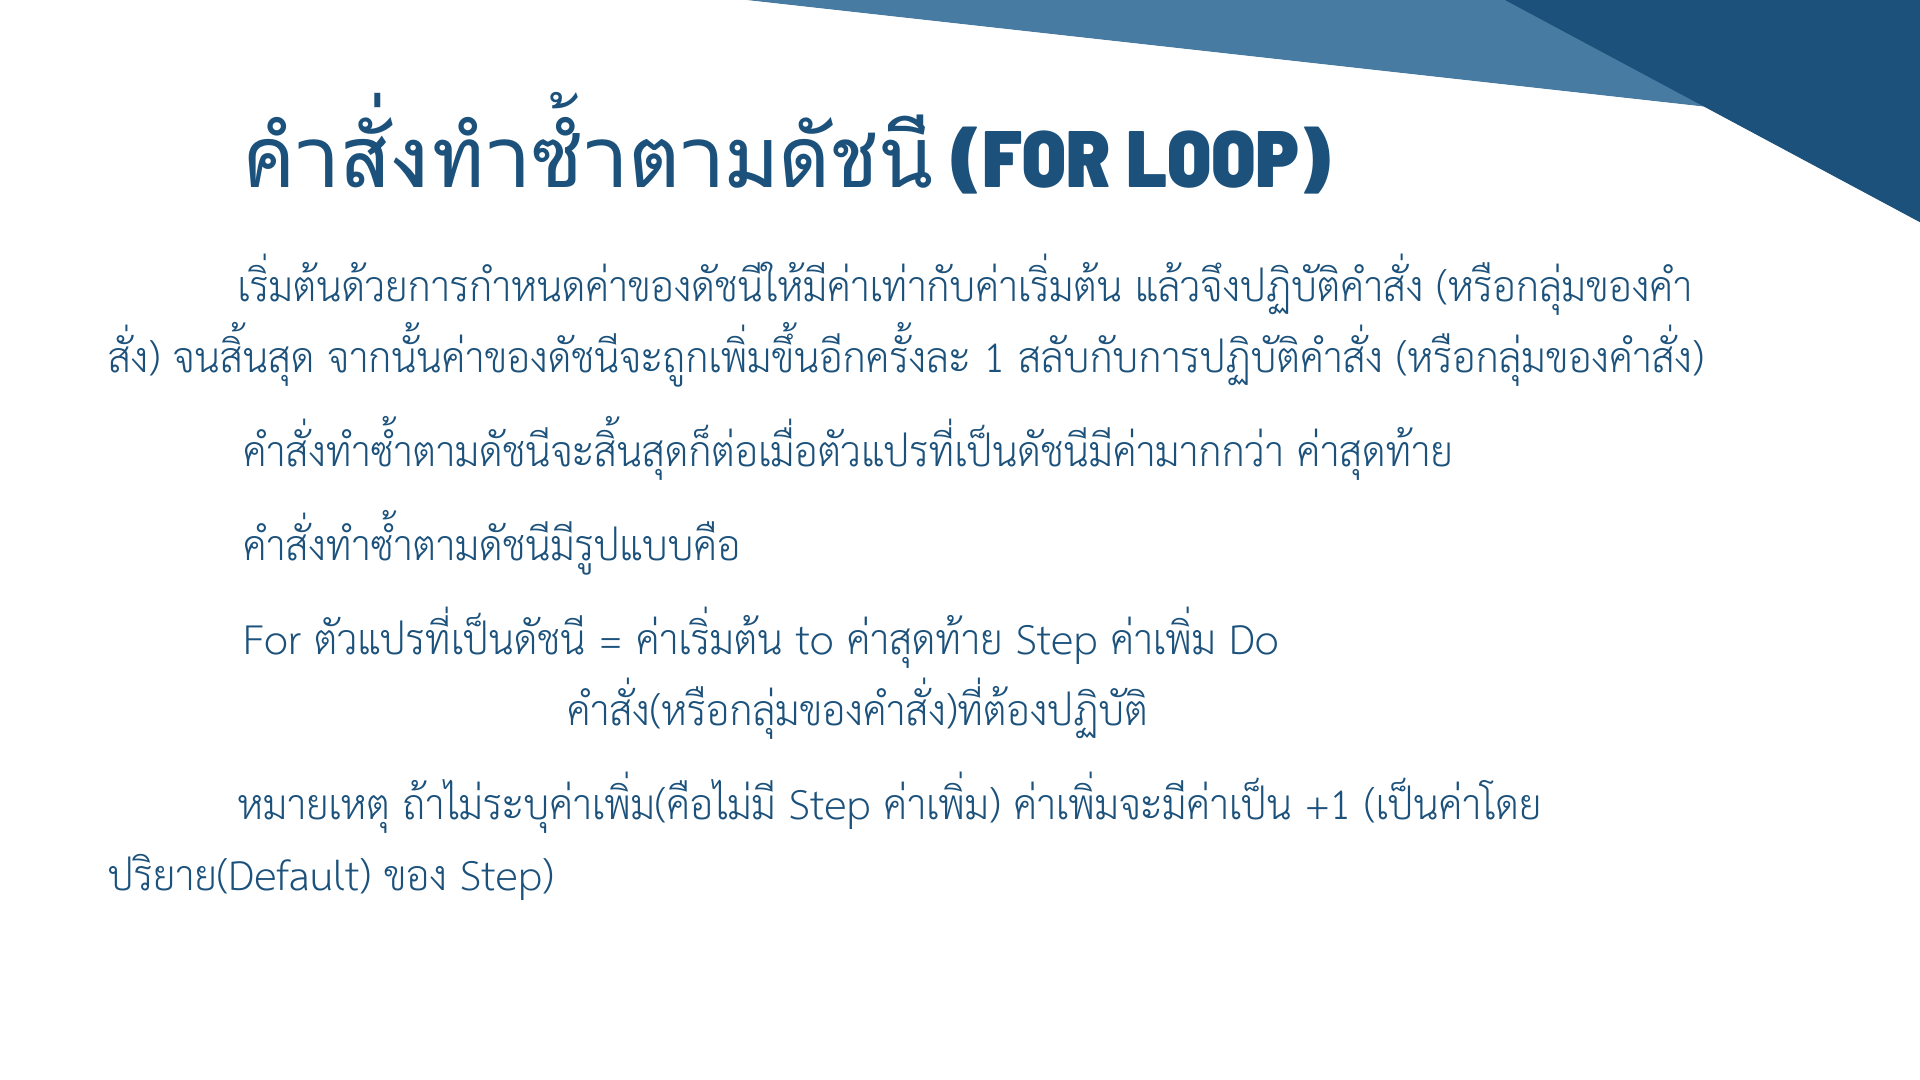 คำสั่งทำซ้ำตามดัชนี (FOR LOOP)
เริ่มต้นด้วยการกำหนดค่าของดัชนีให้มีค่าเท่ากับค่าเริ่มต้น แล้วจึงปฏิบัติคำสั่ง (หรือกลุ่มของคำ
สั่ง) จนสิ้นสุด จากนั้นค่าของดัชนีจะถูกเพิ่มขึ้นอีกครั้งละ 1 สลับกับการปฏิบัติคำสั่ง (หรือกลุ่มของคำสั่ง)
คำสั่งทำซ้ำตามดัชนีจะสิ้นสุดก็ต่อเมื่อตัวแปรที่เป็นดัชนีมีค่ามากกว่า ค่าสุดท้าย
คำสั่งทำซ้ำตามดัชนีมีรูปแบบคือ
For ตัวแปรที่เป็นดัชนี = ค่าเริ่มต้น to ค่าสุดท้าย Step ค่าเพิ่ม Do
คำสั่ง(หรือกลุ่มของคำสั่ง)ที่ต้องปฏิบัติ
หมายเหตุ ถ้าไม่ระบุค่าเพิ่ม(คือไม่มี Step ค่าเพิ่ม) ค่าเพิ่มจะมีค่าเป็น +1 (เป็นค่าโดย
ปริยาย(Default) ของ Step)